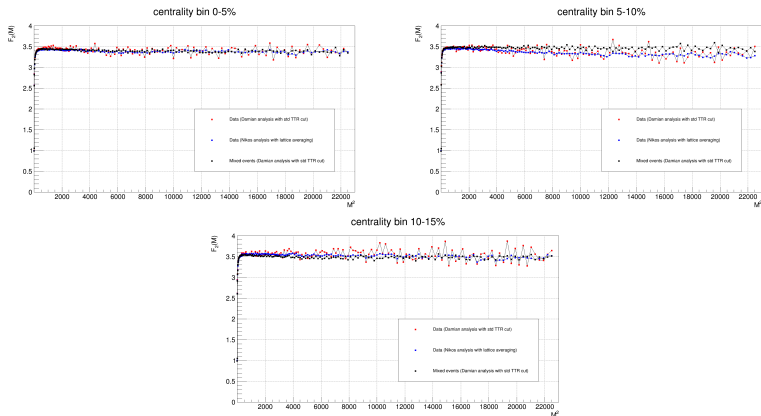 centrality bin 0-5%
F₂(M)
4
3.5
3
2.5
2
1.5
1
0.5
0
Data (Damian analysis with std TTR cut)
Data (Nikos analysis with lattice averaging)
Mixed events (Damian analysis with std TTR cut)
2000 4000 6000 8000 10000 12000 14000 16000 18000 20000 22000
M²
centrality bin 5-10%
F₂(M)
4
3.5
3
2.5
2
1.5
1
0.5
0
Data (Damian analysis with std TTR cut)
Data (Nikos analysis with lattice averaging)
Mixed events (Damian analysis with std TTR cut)
2000 4000 6000 8000 10000 12000 14000 16000 18000 20000 22000
M²
centrality bin 10-15%
F₂(M)
4
3.5
3
2.5
2
1.5
1
0.5
0
Data (Damian analysis with std TTR cut)
Data (Nikos analysis with lattice averaging)
Mixed events (Damian analysis with std TTR cut)
2000 4000 6000 8000 10000 12000 14000 16000 18000 20000 22000
M²